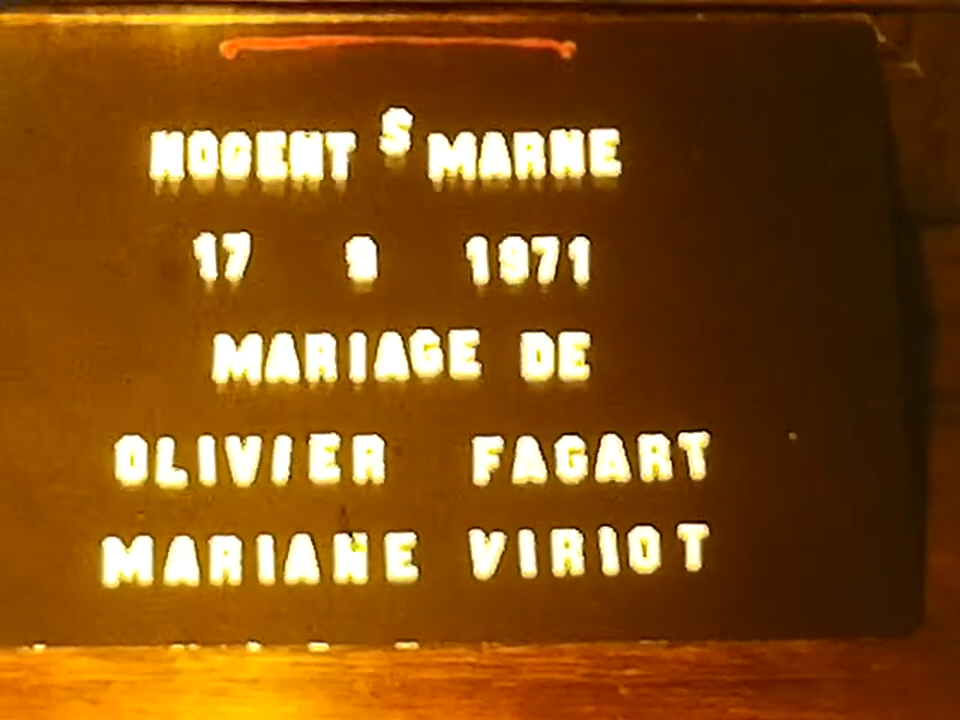 NOGENT S MARNE
17 9 1971
MARIAGE DE
OLIVIER FAGART
MARIANE VIRIOT